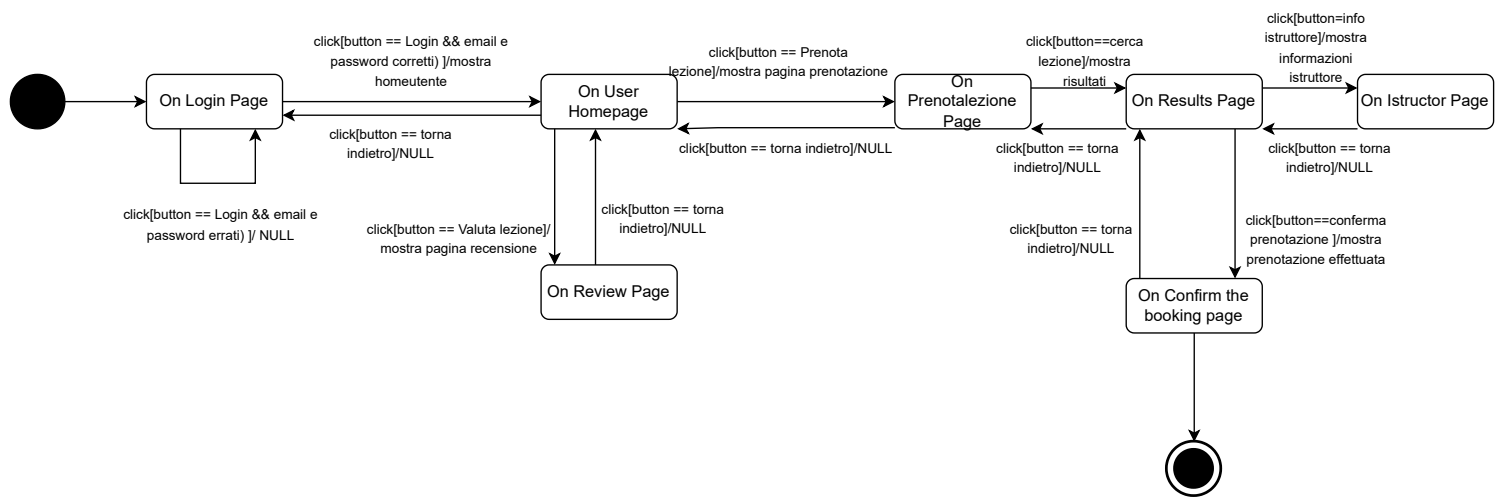 On Login Page
click[button == Login && email e
password corretti) ]/mostra
homeutente
click[button == torna
indietro]/NULL
click[button == Login && email e
password errati) ]/ NULL
On User
Homepage
click[button == Prenota
lezione]/mostra pagina prenotazione
click[button == torna indietro]/NULL
click[button == Valuta lezione]/
mostra pagina recensione
click[button == torna
indietro]/NULL
On Review Page
On
Prenotalezione
Page
click[button==cerca
lezione]/mostra
risultati
click[button == torna
indietro]/NULL
On Results Page
click[button=info
istruttore]/mostra
informazioni
istruttore
click[button == torna
indietro]/NULL
On Istructor Page
click[button == torna
indietro]/NULL
click[button==conferma
prenotazione ]/mostra
prenotazione effettuata
On Confirm the
booking page